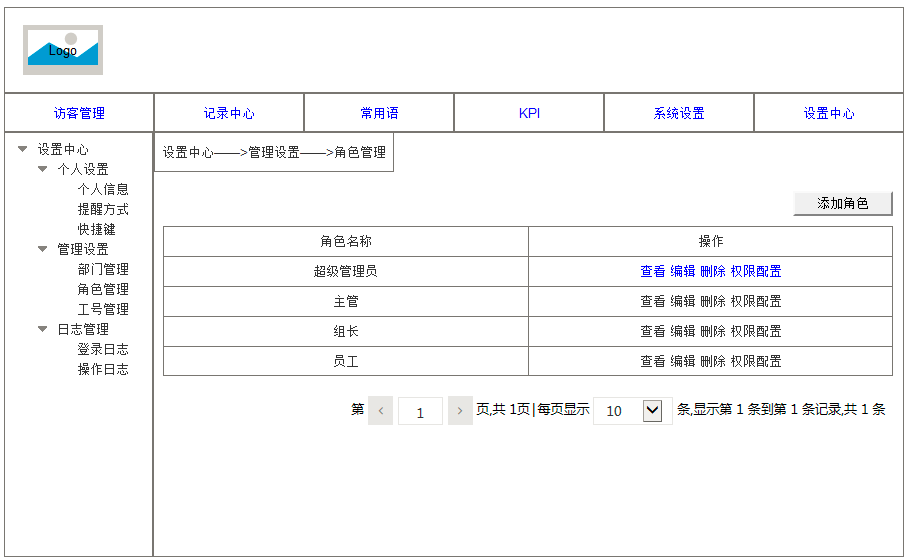 Logo
访客管理 记录中心 常用语 KPI 系统设置 设置中心
设置中心——>管理设置——>角色管理
设置中心
个人设置
个人信息
提醒方式
快捷键
管理设置
部门管理
角色管理
工号管理
日志管理
登录日志
操作日志
添加角色
角色名称 操作
超级管理员 查看 编辑 删除 权限配置
主管 查看 编辑 删除 权限配置
组长 查看 编辑 删除 权限配置
员工 查看 编辑 删除 权限配置
第 ‹ 1 › 页,共 1页|每页显示 10 条,显示第 1 条到第 1 条记录,共 1 条